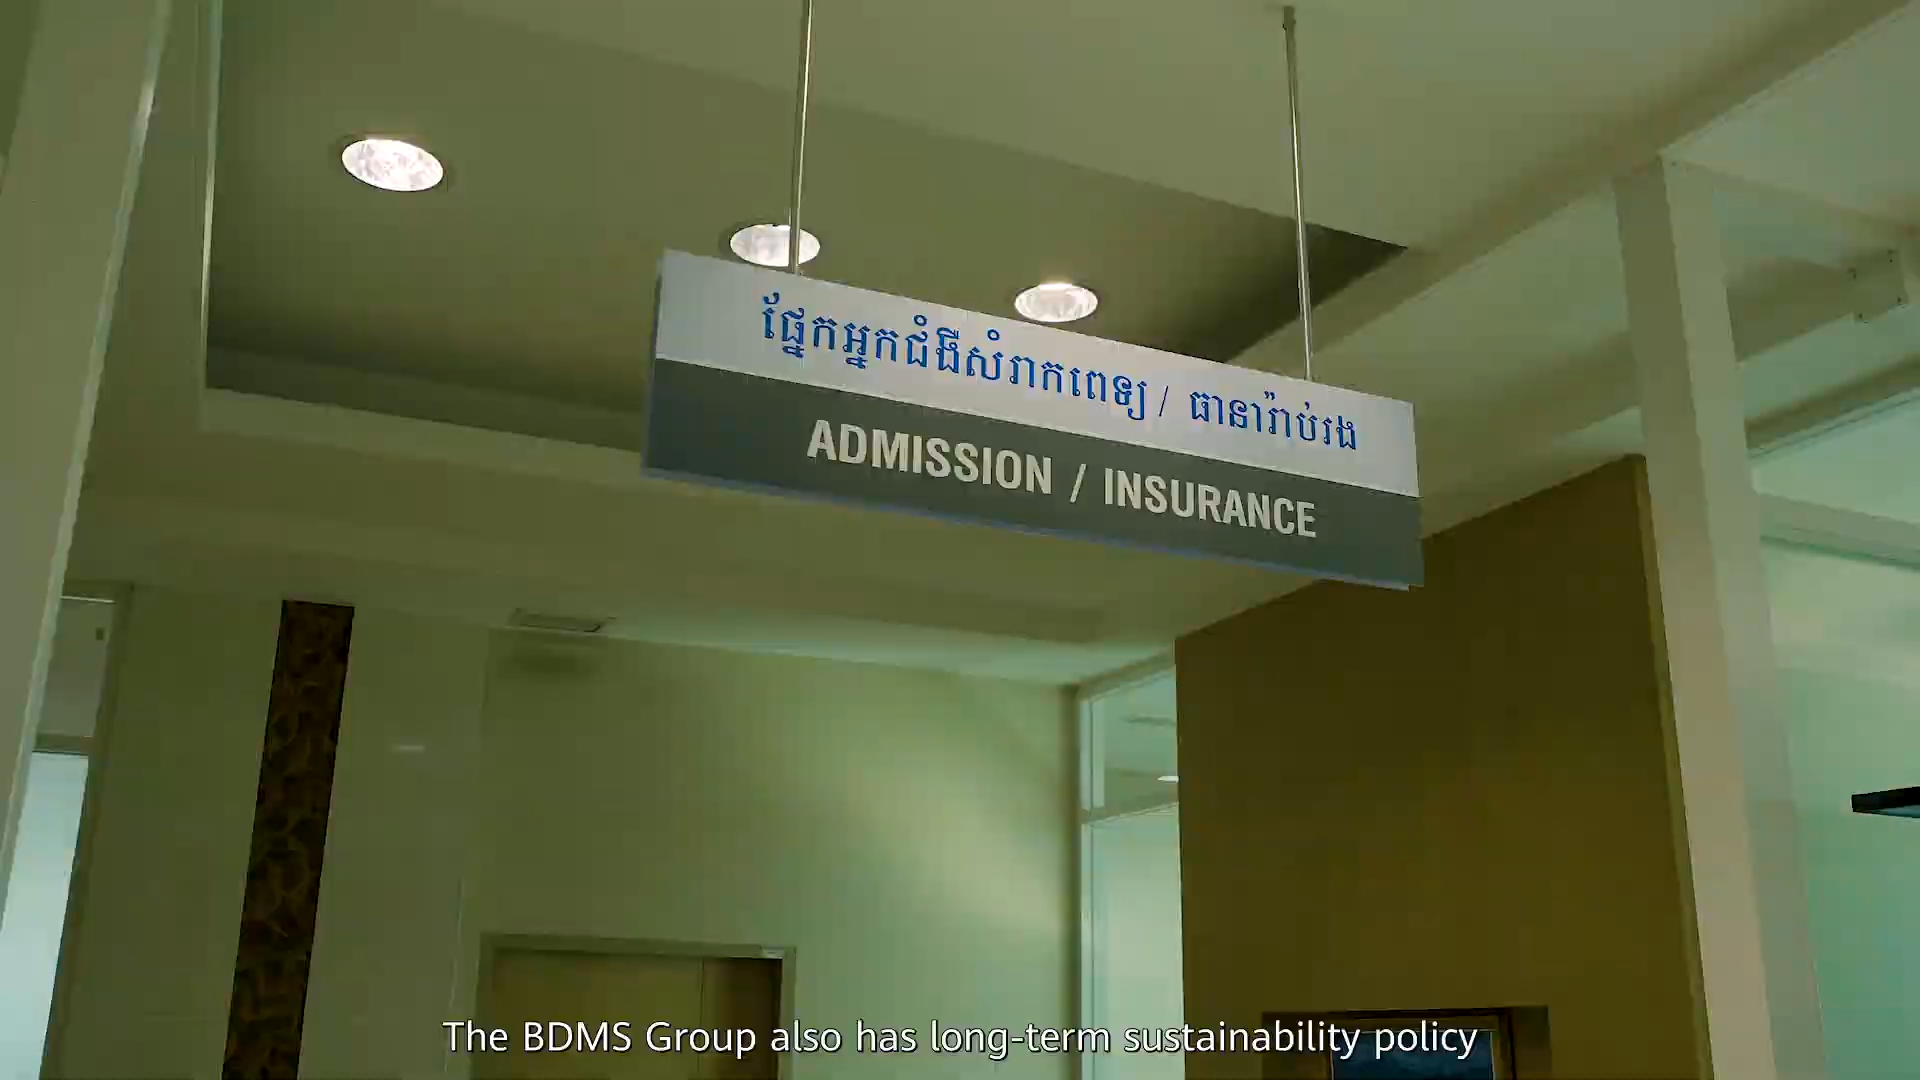 ផ្នែកអ្នកជំងឺសំរាកពេទ្យ / ធានារ៉ាប់រង
ADMISSION / INSURANCE
The BDMS Group also has long-term sustainability policy